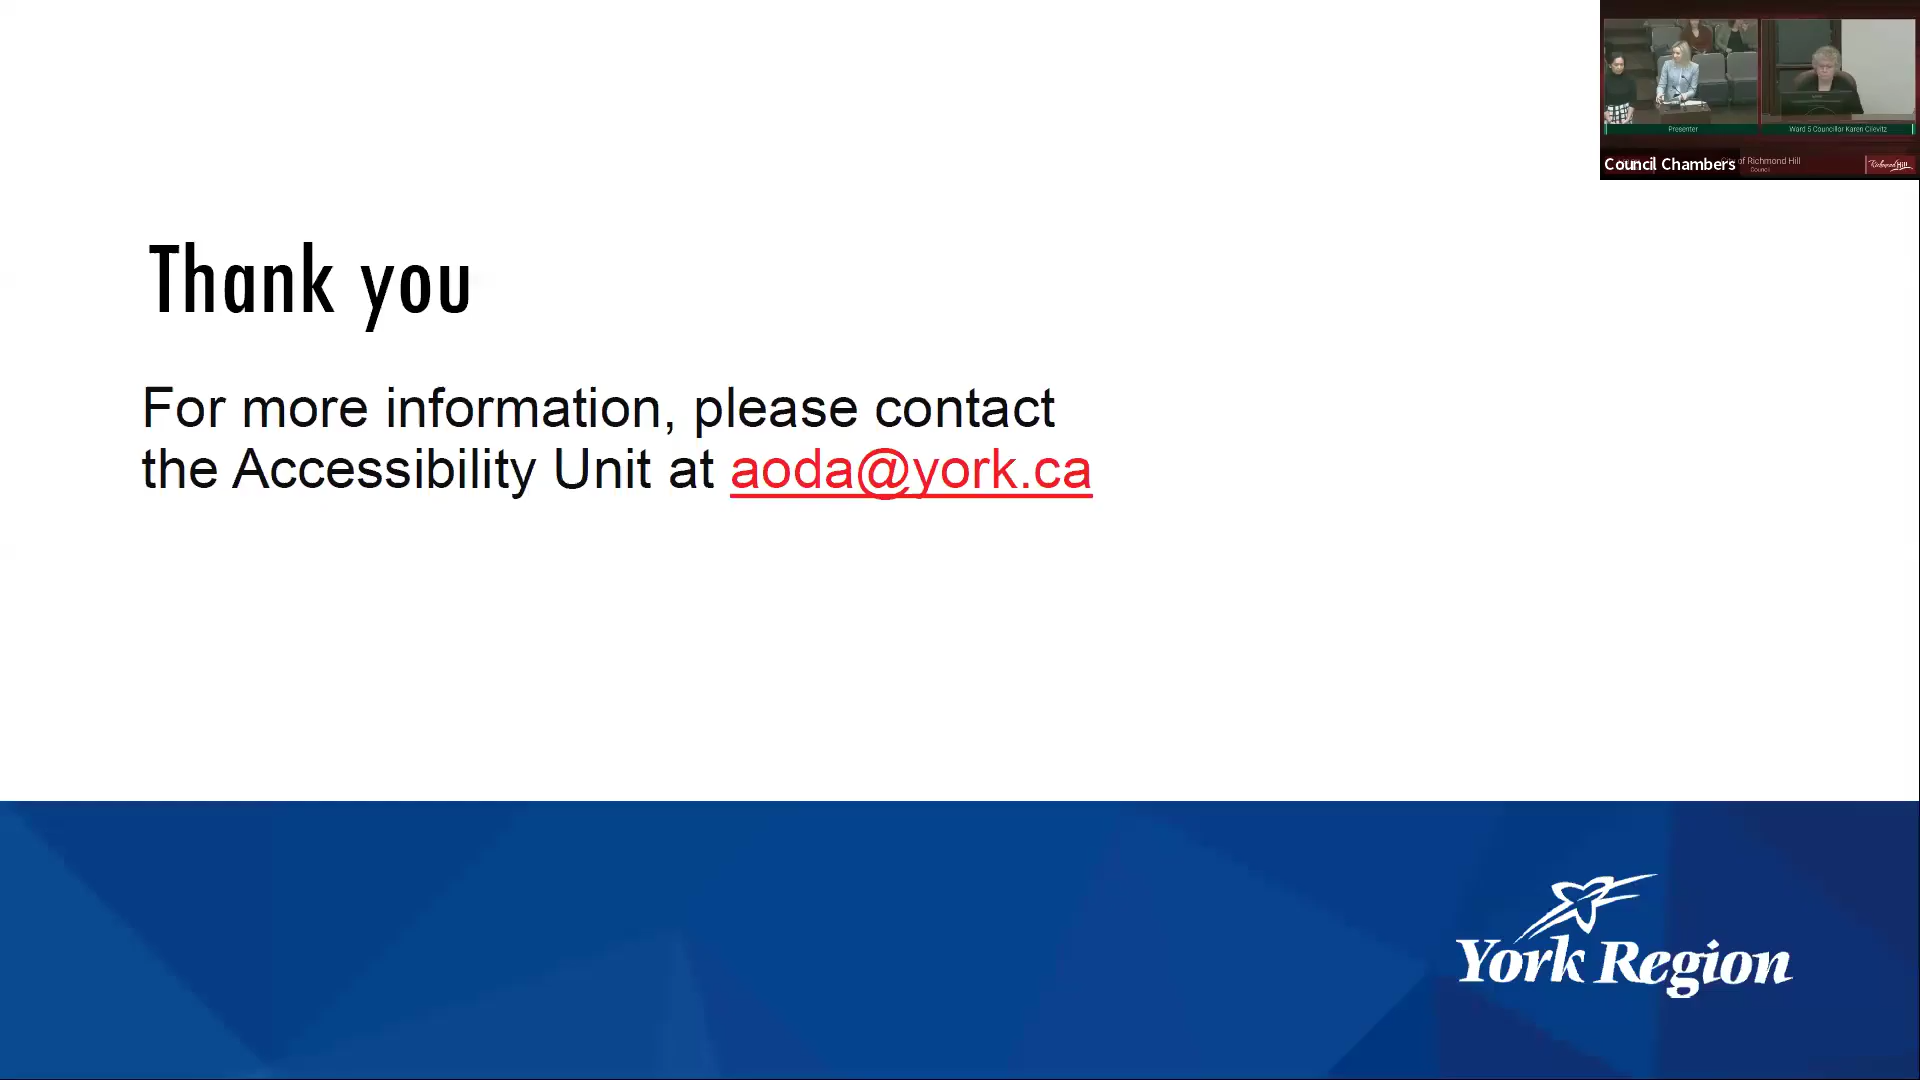 Thank you
For more information, please contact
the Accessibility Unit at aoda@york.ca
York Region
Presenter
Ward 5 Councillor Karen Cilevitz
Council Chambers
of Richmond Hill
Council
Richmond Hill